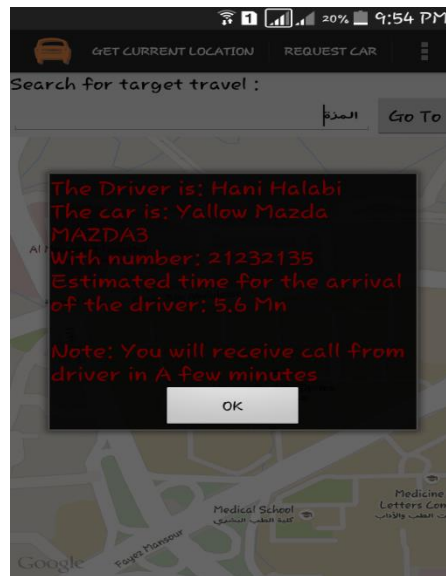 1 20% 9:54 PM
GET CURRENT LOCATION REQUEST CAR
Search for target travel :
المزة Go To
The Driver is: Hani Halabi
The car is: Yallow Mazda
MAZDA3
With number: 21232135
Estimated time for the arrival
of the driver: 5.6 Mn
Note: You will receive call from
driver in A few minutes
OK
Al
Medicine
Letters Con
Medical School
كلية الطب البشري
Fayez Mansour
Google